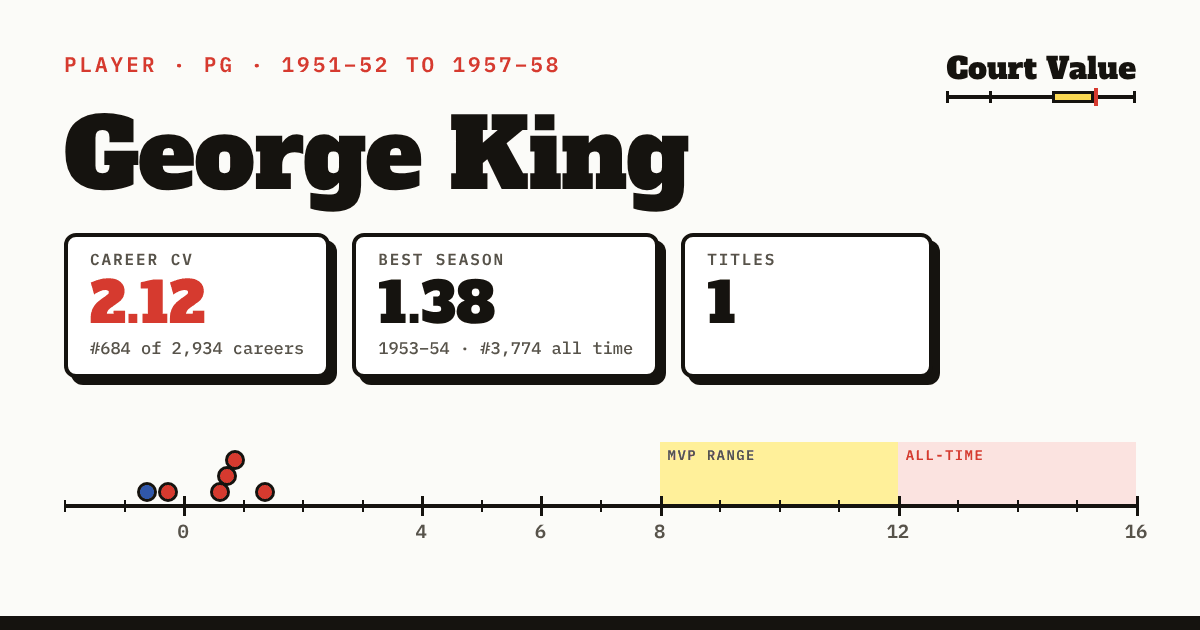 PLAYER · PG · 1951–52 TO 1957–58
Court Value
George King
CAREER CV
2.12
#684 of 2,934 careers
BEST SEASON
1.38
1953–54 · #3,774 all time
TITLES
1
MVP RANGE
ALL-TIME
0 4 6 8 12 16